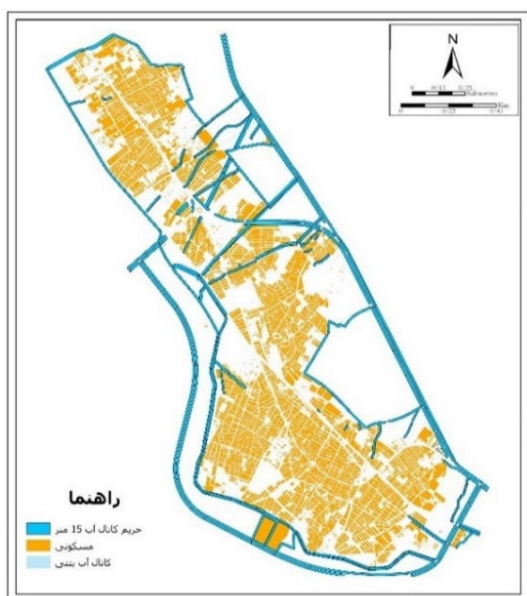 N
راهنما
حریم کانال آب 15 متر
مسکونی
کانال آب بتنی